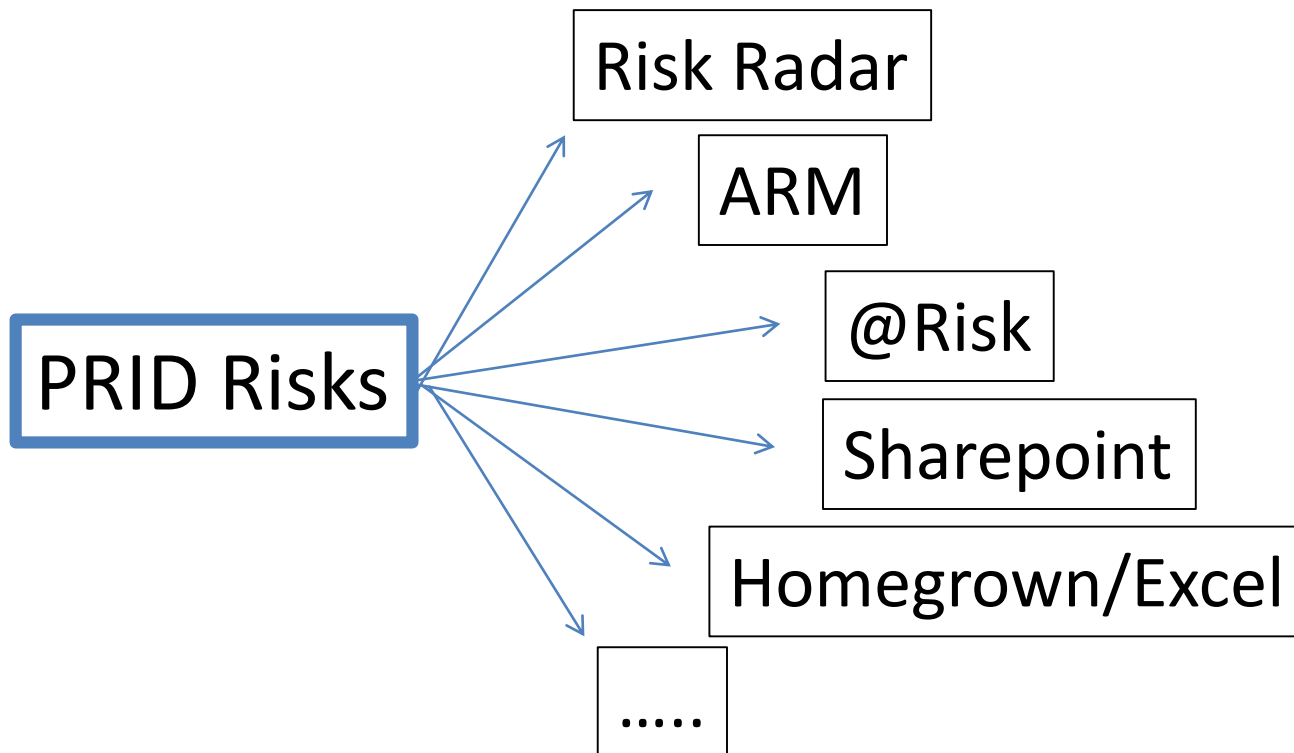 Risk Radar
ARM
@Risk
PRID Risks
Sharepoint
Homegrown/Excel
.....